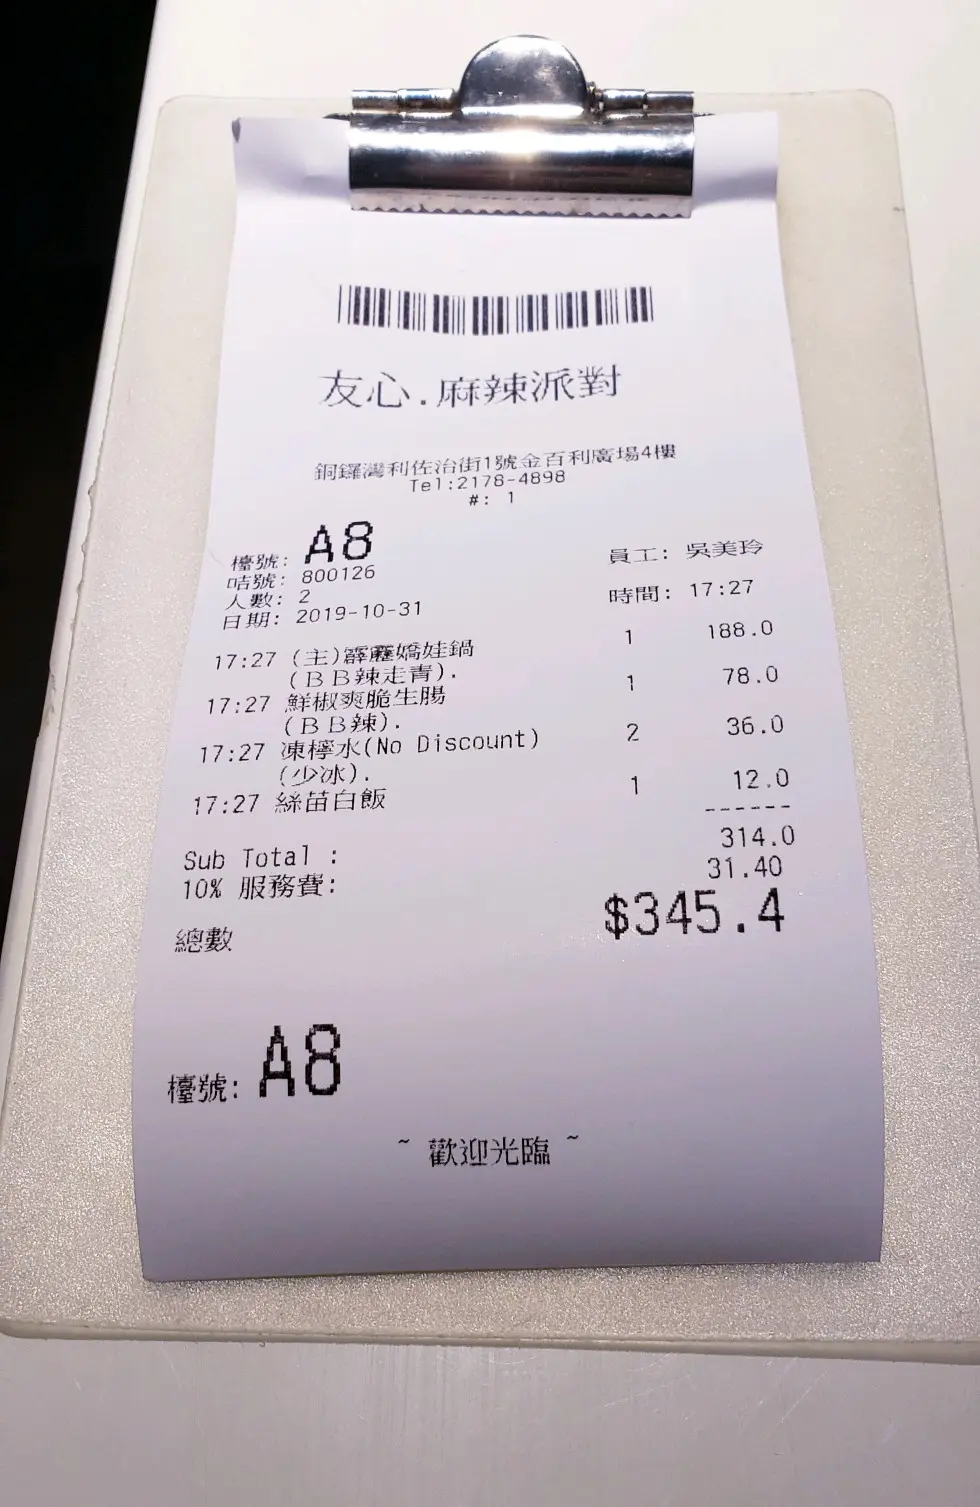 友心.麻辣派對
銅鑼灣利佐治街1號金百利廣場4樓
Tel:2178-4898
#: 1
檯號: A8
咭號: 800126
員工: 吳美玲
人數: 2
日期: 2019-10-31
時間: 17:27
17:27 (主)霹靂嬌娃鍋 1 188.0
(ＢＢ辣走青).
17:27 鮮椒爽脆生腸 1 78.0
(ＢＢ辣).
17:27 凍檸水(No Discount) 2 36.0
(少冰).
17:27 絲苗白飯 1 12.0
------
Sub Total : 314.0
10% 服務費: 31.40
總數 $345.4
檯號: A8
~ 歡迎光臨 ~